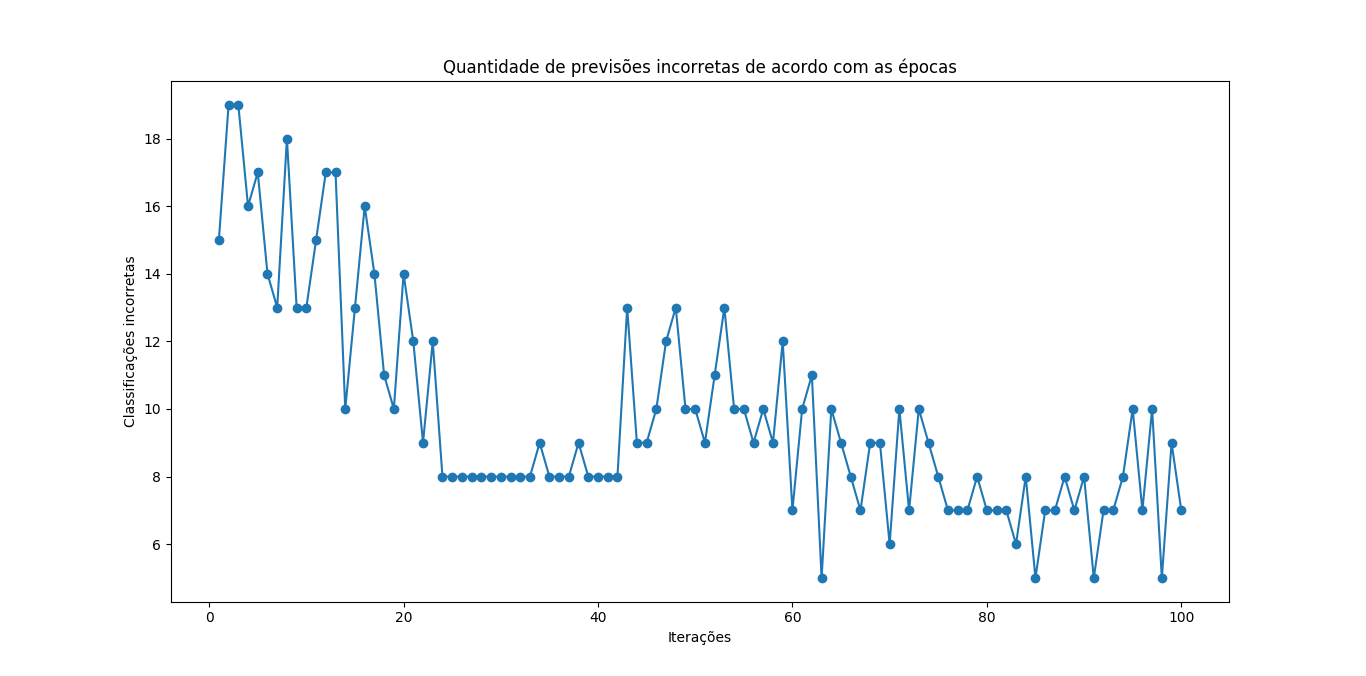 Quantidade de previsões incorretas de acordo com as épocas
Classificações incorretas
18
16
14
12
10
8
6
0 20 40 60 80 100
Iterações